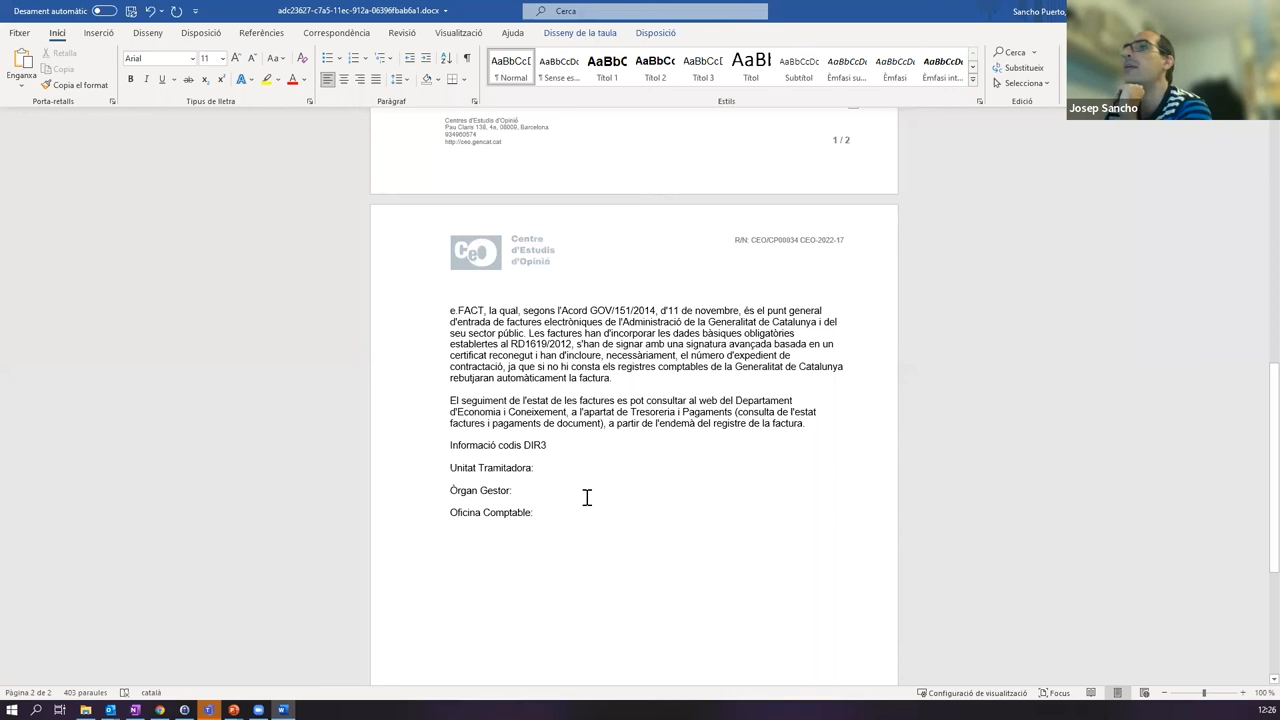 Desament automàtic
adc23627-c7a5-11ec-912a-06396fbab6a1.docx
Cerca
Sancho Puerto,
Fitxer Inici Inserció Disseny Disposició Referències Correspondència Revisió Visualització Ajuda Disseny de la taula Disposició
Enganxa
Retalla
Copia
Copia el format
Arial 11
AaBbCcI AaBbCcI AaBbC AaBbCc AaBbCcI AaBl AaBbCcD AaBbCcDc AaBbCcDc AaBbCcDc
¶ Normal ¶ Sense es... Títol 1 Títol 2 Títol 3 Títol Subtítol Èmfasi su... Èmfasi Èmfasi int...
Cerca
Substitueix
Selecciona
Porta-retalls Tipus de lletra Paràgraf Estils Edició
Josep Sancho
Centres d'Estudis d'Opinió
Pau Claris 138, 4a, 08009, Barcelona
934960574
http://ceo.gencat.cat
1 / 2
CeO
Centre
d'Estudis
d'Opinió
R/N: CEO/CP00034 CEO-2022-17
e.FACT, la qual, segons l'Acord GOV/151/2014, d'11 de novembre, és el punt general
d'entrada de factures electròniques de l'Administració de la Generalitat de Catalunya i del
seu sector públic. Les factures han d'incorporar les dades bàsiques obligatòries
establertes al RD1619/2012, s'han de signar amb una signatura avançada basada en un
certificat reconegut i han d'incloure, necessàriament, el número d'expedient de
contractació, ja que si no hi consta els registres comptables de la Generalitat de Catalunya
rebutjaran automàticament la factura.
El seguiment de l'estat de les factures es pot consultar al web del Departament
d'Economia i Coneixement, a l'apartat de Tresoreria i Pagaments (consulta de l'estat
factures i pagaments de document), a partir de l'endemà del registre de la factura.
Informació codis DIR3
Unitat Tramitadora:
Òrgan Gestor:
Oficina Comptable:
Pàgina 2 de 2 403 paraules català
Configuració de visualització Focus 100 %
12:26